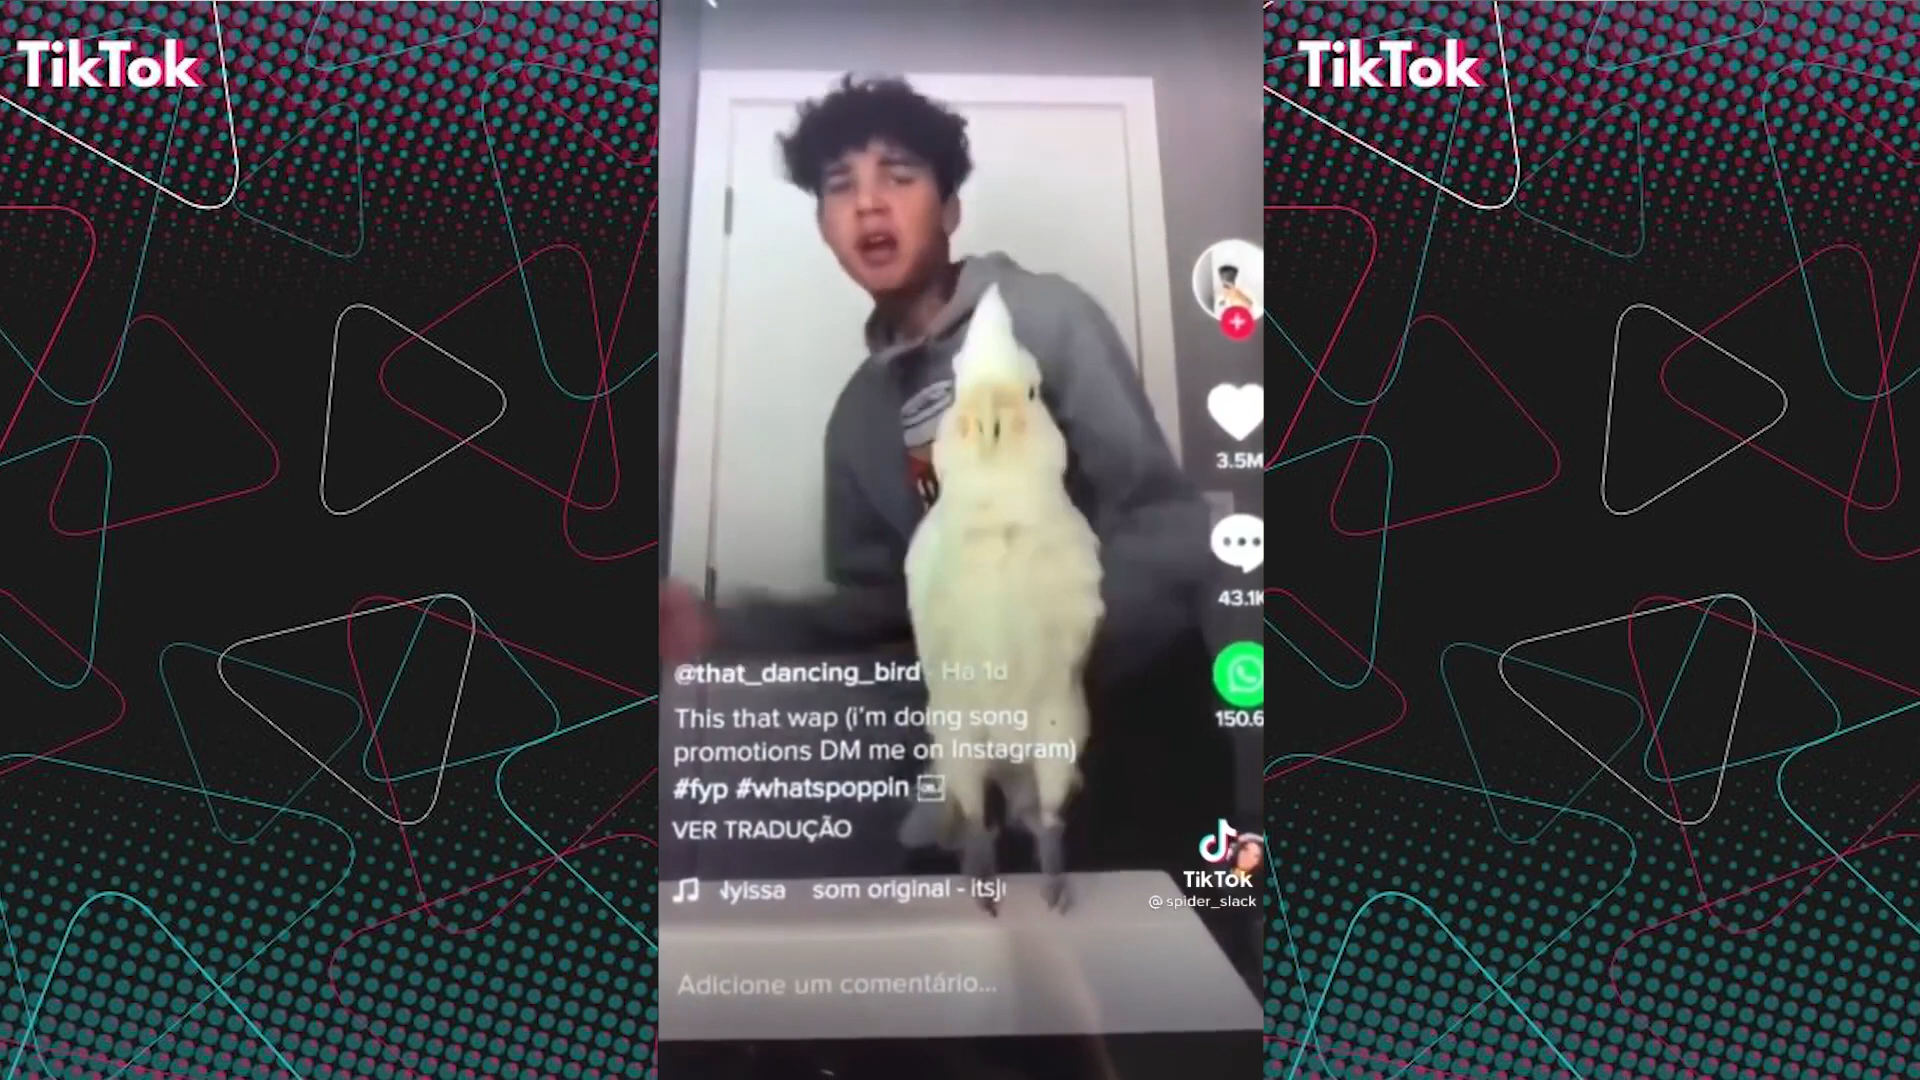 TikTok
TikTok
3.5M
43.1K
@that_dancing_bird · Há 1d
This that wap (i'm doing song
promotions DM me on Instagram)
#fyp #whatspoppin
150.6
VER TRADUÇÃO
som original - itsj
TikTok
@spider_slack
Adicione um comentário...